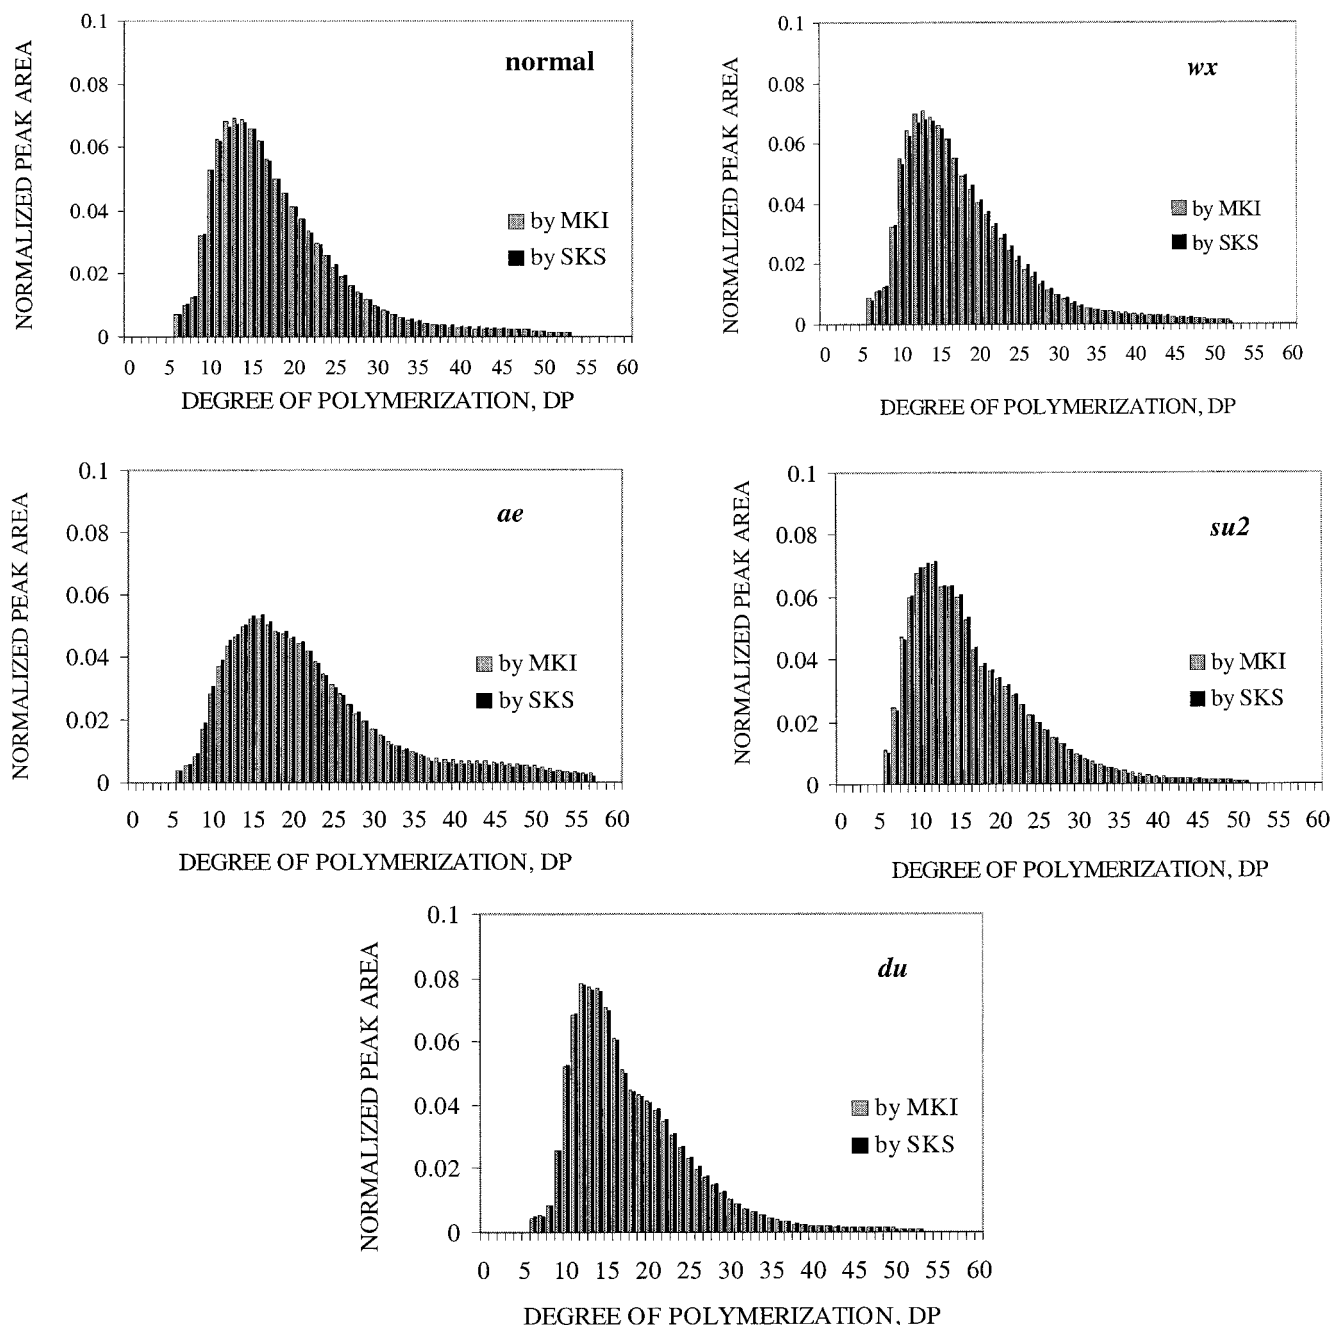 NORMALIZED PEAK AREA
0.1
0.08
0.06
0.04
0.02
0
normal
by MKI
by SKS
0 5 10 15 20 25 30 35 40 45 50 55 60
DEGREE OF POLYMERIZATION, DP
NORMALIZED PEAK AREA
0.1
0.08
0.06
0.04
0.02
0
wx
by MKI
by SKS
0 5 10 15 20 25 30 35 40 45 50 55 60
DEGREE OF POLYMERIZATION, DP
NORMALIZED PEAK AREA
0.1
0.08
0.06
0.04
0.02
0
ae
by MKI
by SKS
0 5 10 15 20 25 30 35 40 45 50 55 60
DEGREE OF POLYMERIZATION, DP
NORMALIZED PEAK AREA
0.1
0.08
0.06
0.04
0.02
0
su2
by MKI
by SKS
0 5 10 15 20 25 30 35 40 45 50 55 60
DEGREE OF POLYMERIZATION, DP
NORMALIZED PEAK AREA
0.1
0.08
0.06
0.04
0.02
0
du
by MKI
by SKS
0 5 10 15 20 25 30 35 40 45 50 55 60
DEGREE OF POLYMERIZATION, DP